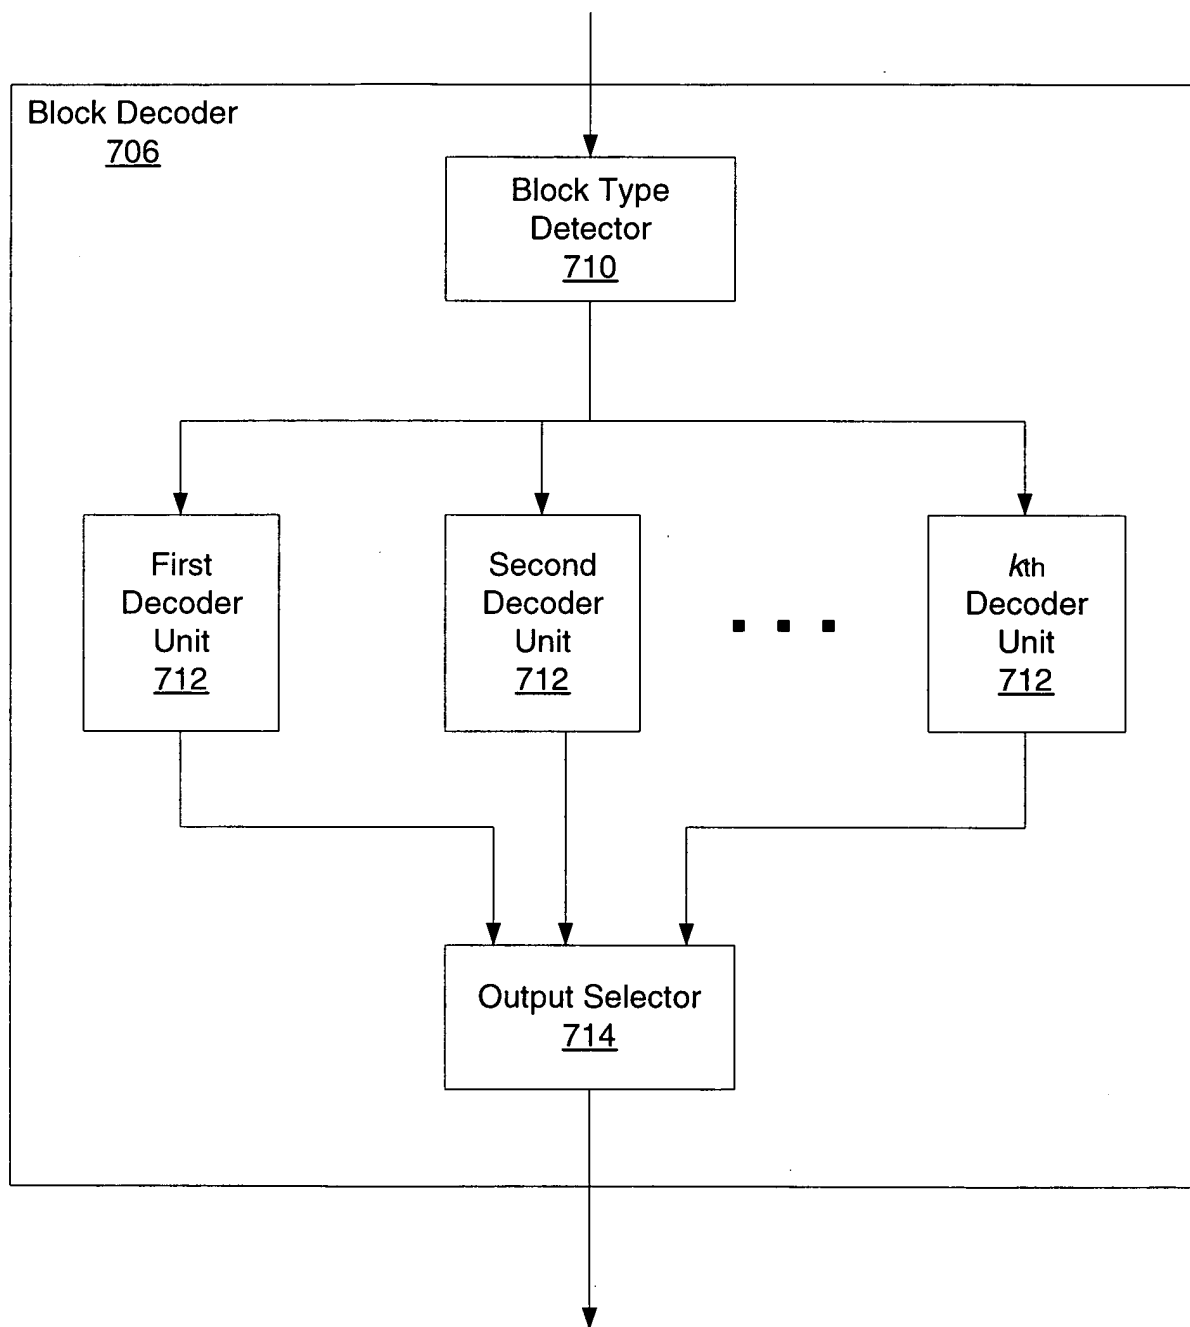 Block Decoder
706
Block Type
Detector
710
First
Decoder
Unit
712
Second
Decoder
Unit
712
kth
Decoder
Unit
712
Output Selector
714